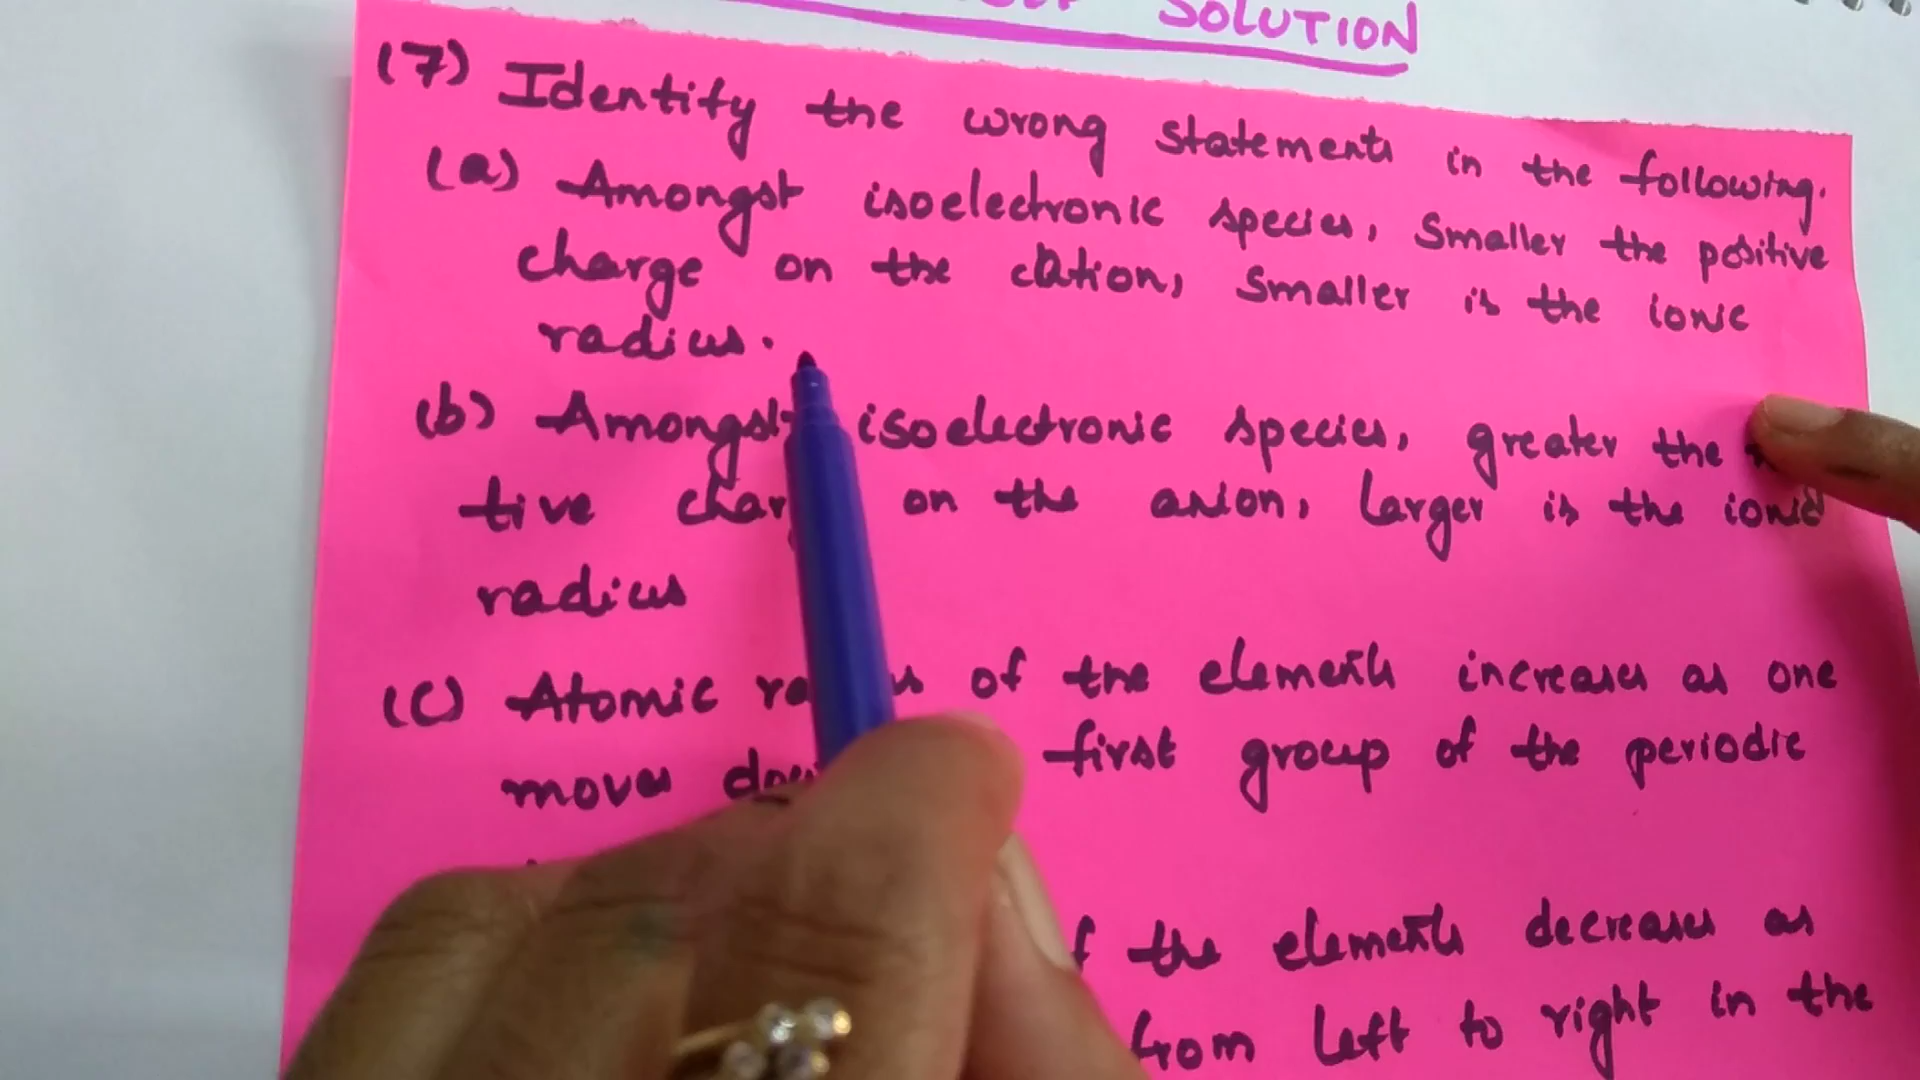 SOLUTION
(7) Identify the wrong statements in the following.
(a) Amongst isoelectronic species, Smaller the positive
charge on the cation, Smaller is the ionic
radius.
(b) Amongst isoelectronic species, greater the
tive on the anion, Larger is the ionic
radius
(c) Atomic of the elements increases as one
moves first group of the periodic
the elements decreases as
from left to right in the